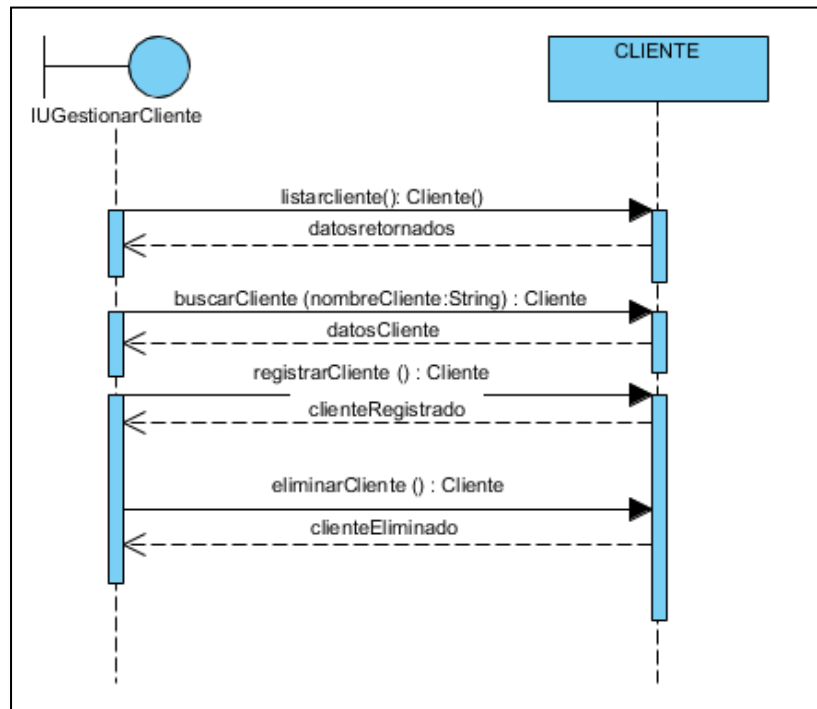 CLIENTE
IUGestionarCliente
listarcliente(): Cliente()
datosretornados
buscarCliente (nombreCliente:String) : Cliente
datosCliente
registrarCliente () : Cliente
clienteRegistrado
eliminarCliente () : Cliente
clienteEliminado